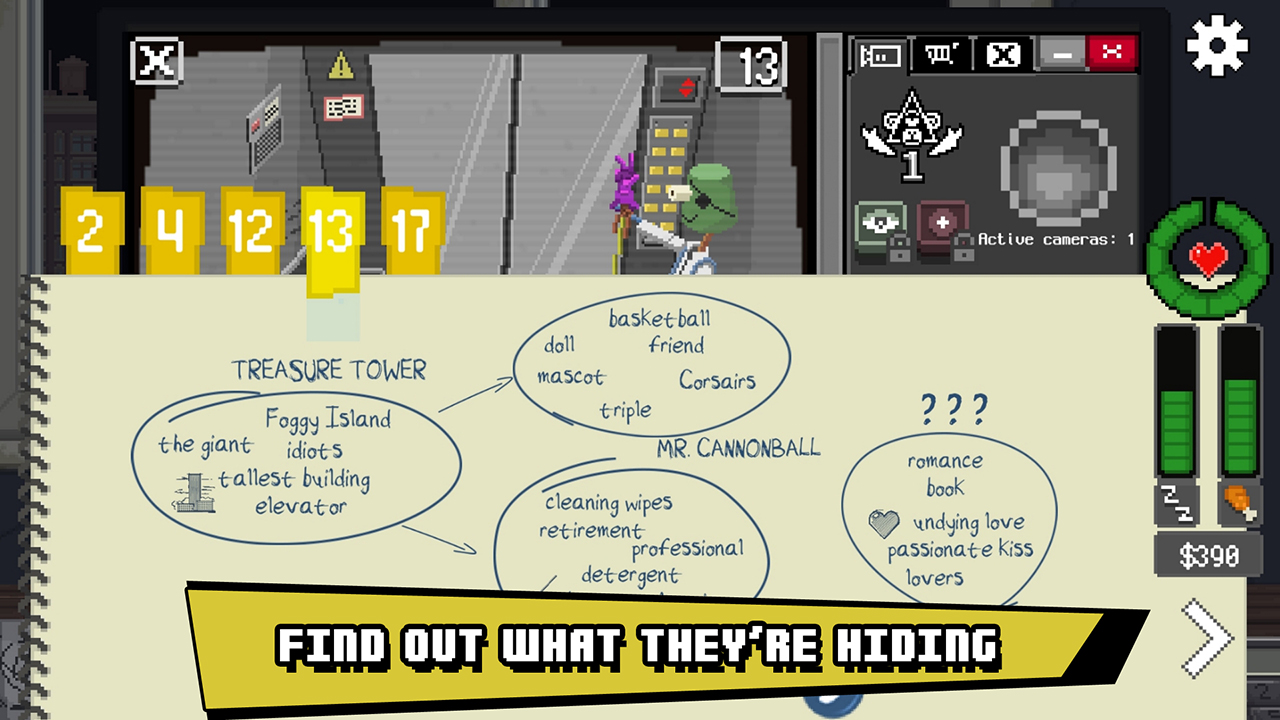 13
1
Active cameras: 1
2
4
12
13
17
basketball
doll
friend
mascot
Corsairs
triple
TREASURE TOWER
Foggy Island
the giant
idiots
tallest building
elevator
MR. CANNONBALL
cleaning wipes
retirement
professional
detergent
? ? ?
romance
book
undying love
passionate kiss
lovers
z z
$390
FIND OUT WHAT THEY'RE HIDING